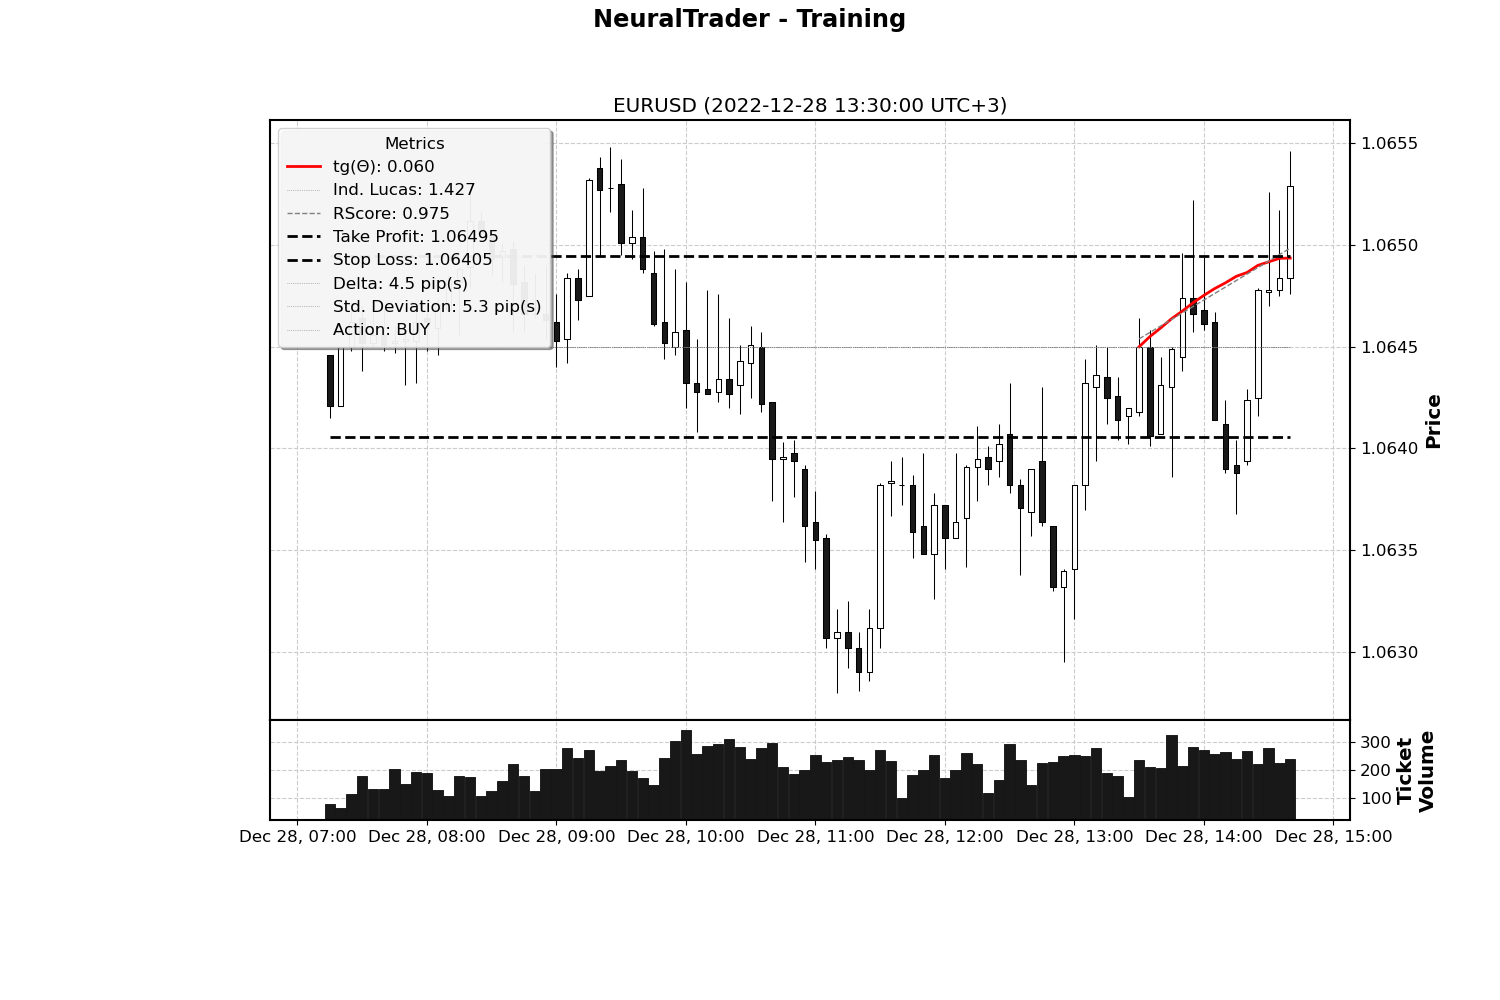 NeuralTrader - Training
EURUSD (2022-12-28 13:30:00 UTC+3)
Metrics
tg(Θ): 0.060
Ind. Lucas: 1.427
RScore: 0.975
Take Profit: 1.06495
Stop Loss: 1.06405
Delta: 4.5 pip(s)
Std. Deviation: 5.3 pip(s)
Action: BUY
1.0655
1.0650
1.0645
1.0640
1.0635
1.0630
Price
300
200
100
Ticket
Volume
Dec 28, 07:00 Dec 28, 08:00 Dec 28, 09:00 Dec 28, 10:00 Dec 28, 11:00 Dec 28, 12:00 Dec 28, 13:00 Dec 28, 14:00 Dec 28, 15:00